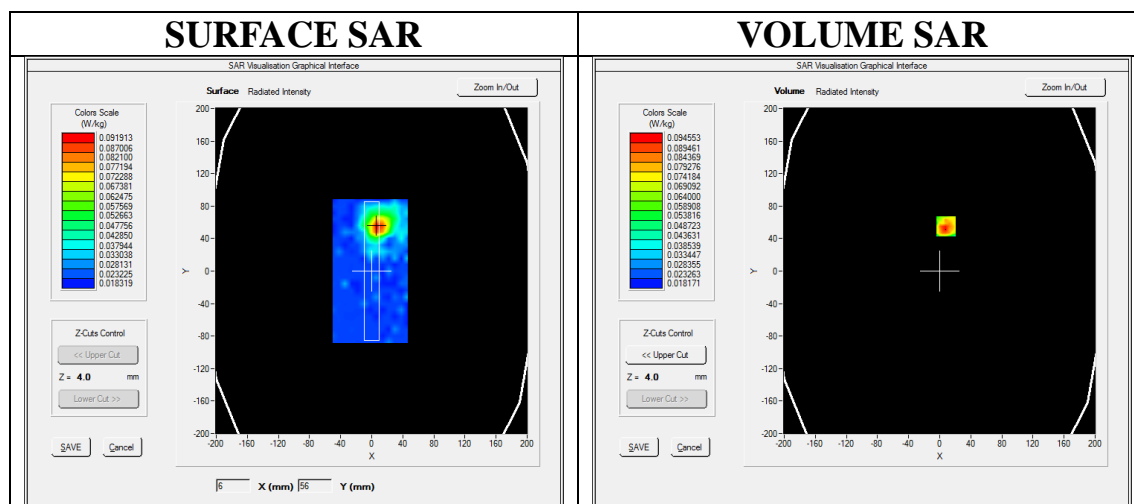 SURFACE SAR
VOLUME SAR
SAR Visualisation Graphical Interface
Surface Radiated Intensity
Zoom In/Out
Colors Scale
(W/kg)
0.091913
0.087006
0.082100
0.077194
0.072288
0.067381
0.062475
0.057569
0.052663
0.047756
0.042850
0.037944
0.033038
0.028131
0.023225
0.018319
200
160
120
80
40
0
-40
-80
-120
-160
-200
Y
-200 -160 -120 -80 -40 0 40 80 120 160 200
X
Z-Cuts Control
<< Upper Cut
Z = 4.0 mm
Lower Cut >>
SAVE Cancel
6 X (mm) 56 Y (mm)
SAR Visualisation Graphical Interface
Volume Radiated Intensity
Zoom In/Out
Colors Scale
(W/kg)
0.094553
0.089461
0.084369
0.079276
0.074184
0.069092
0.064000
0.058908
0.053816
0.048723
0.043631
0.038539
0.033447
0.028355
0.023263
0.018171
200
160
120
80
40
0
-40
-80
-120
-160
-200
Y
-200 -160 -120 -80 -40 0 40 80 120 160 200
X
Z-Cuts Control
<< Upper Cut
Z = 4.0 mm
Lower Cut >>
SAVE Cancel